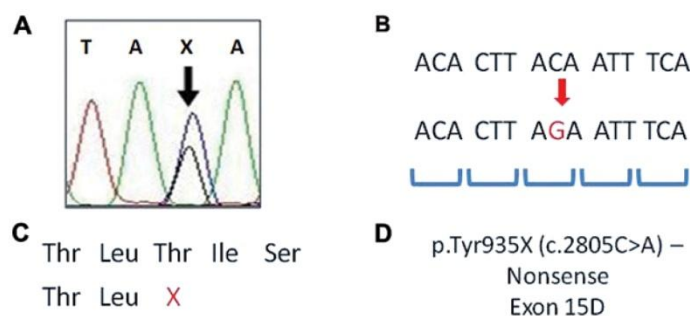 A
T A X A
B
ACA CTT ACA ATT TCA
ACA CTT AGA ATT TCA
C
Thr Leu Thr Ile Ser
Thr Leu X
D
p.Tyr935X (c.2805C>A) –
Nonsense
Exon 15D